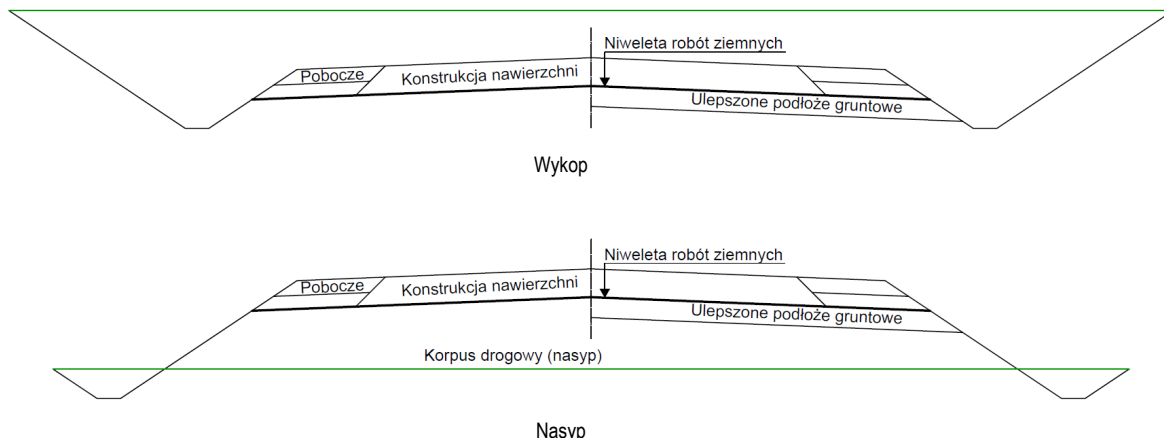 Niweleta robót ziemnych
Pobocze
Konstrukcja nawierzchni
Ulepszone podłoże gruntowe
Wykop
Niweleta robót ziemnych
Pobocze
Konstrukcja nawierzchni
Ulepszone podłoże gruntowe
Korpus drogowy (nasyp)
Nasyp